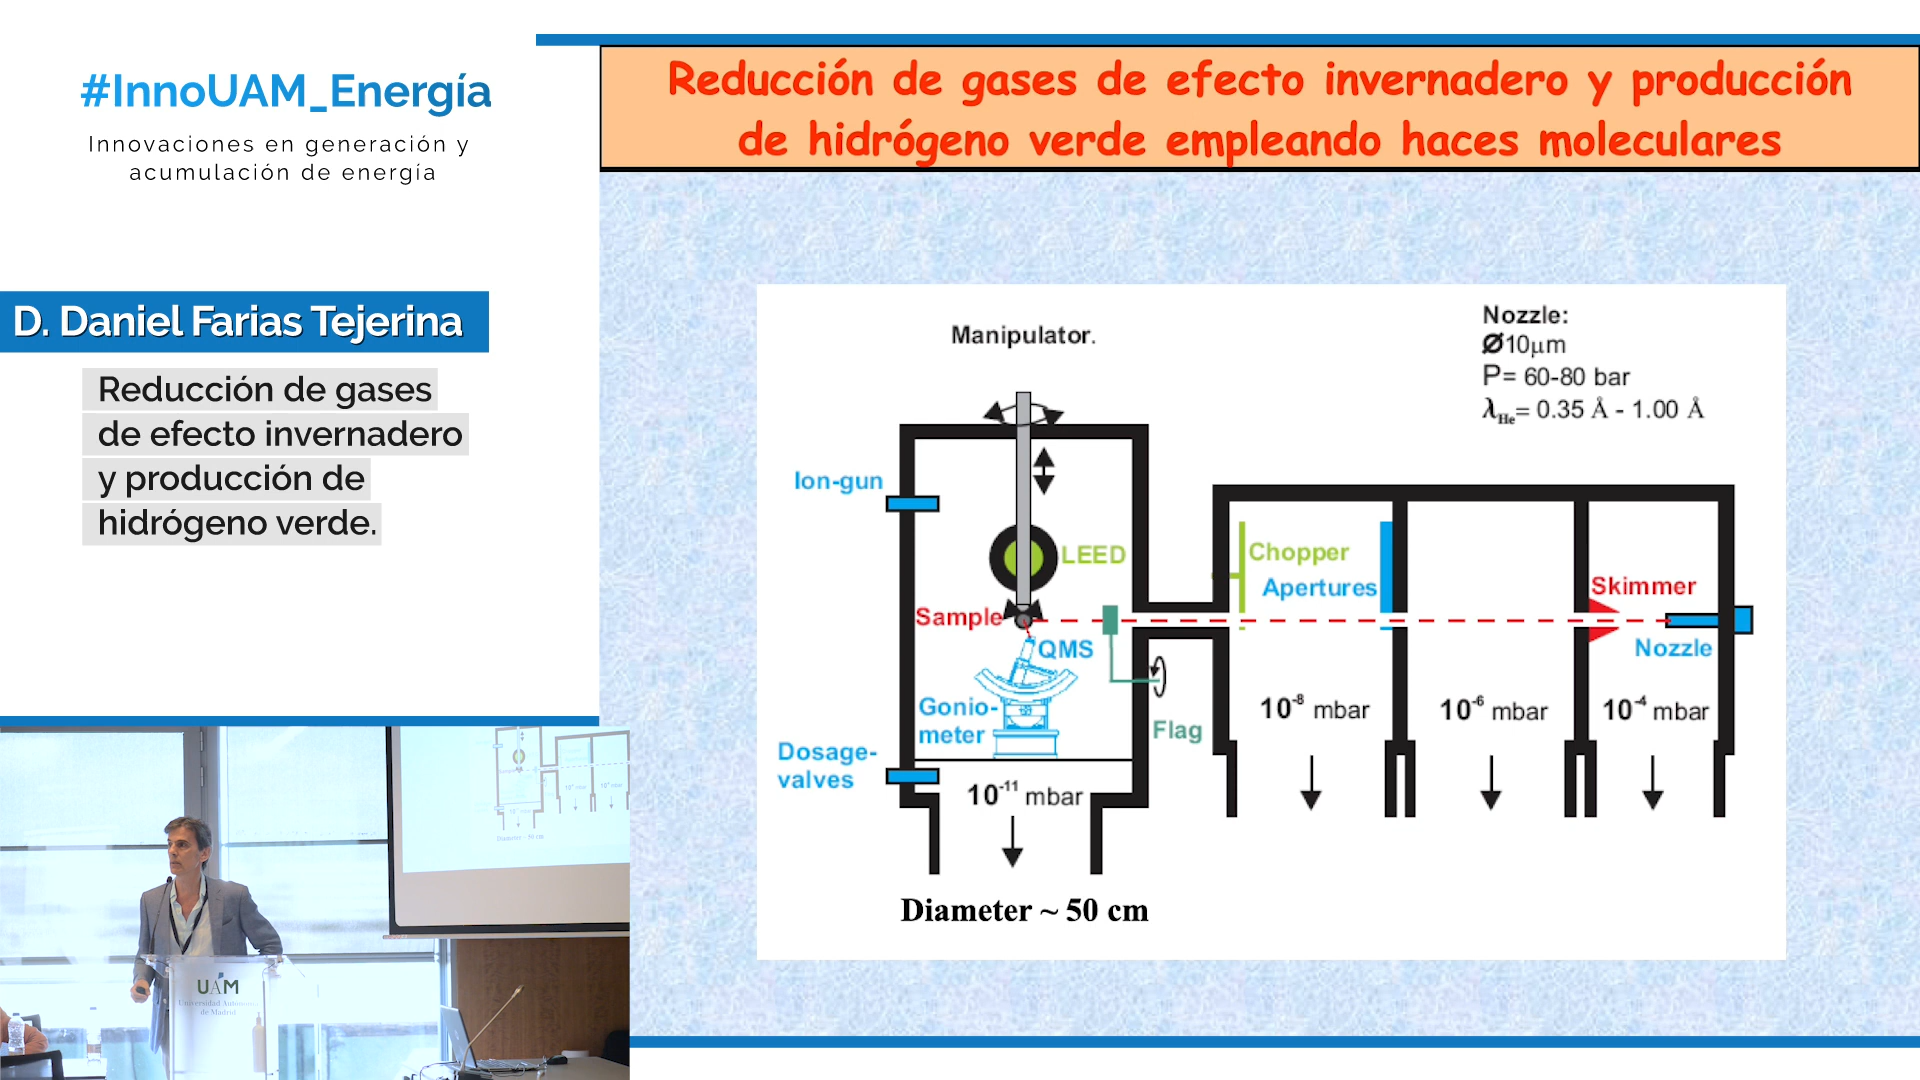 #InnoUAM_Energía
Innovaciones en generación y
acumulación de energía
D. Daniel Farias Tejerina
Reducción de gases
de efecto invernadero
y producción de
hidrógeno verde.
Reducción de gases de efecto invernadero y producción
de hidrógeno verde empleando haces moleculares
Manipulator.
Nozzle:
Ø10μm
P= 60-80 bar
λHe= 0.35 Å - 1.00 Å
Ion-gun
LEED
Chopper
Apertures
Skimmer
Sample
QMS
Nozzle
Gonio-
meter
Flag
10⁻⁸ mbar
10⁻⁶ mbar
10⁻⁴ mbar
Dosage-
valves
10⁻¹¹ mbar
Diameter ~ 50 cm
Diameter ~ 50 cm
UAM
Universidad Autónoma
de Madrid